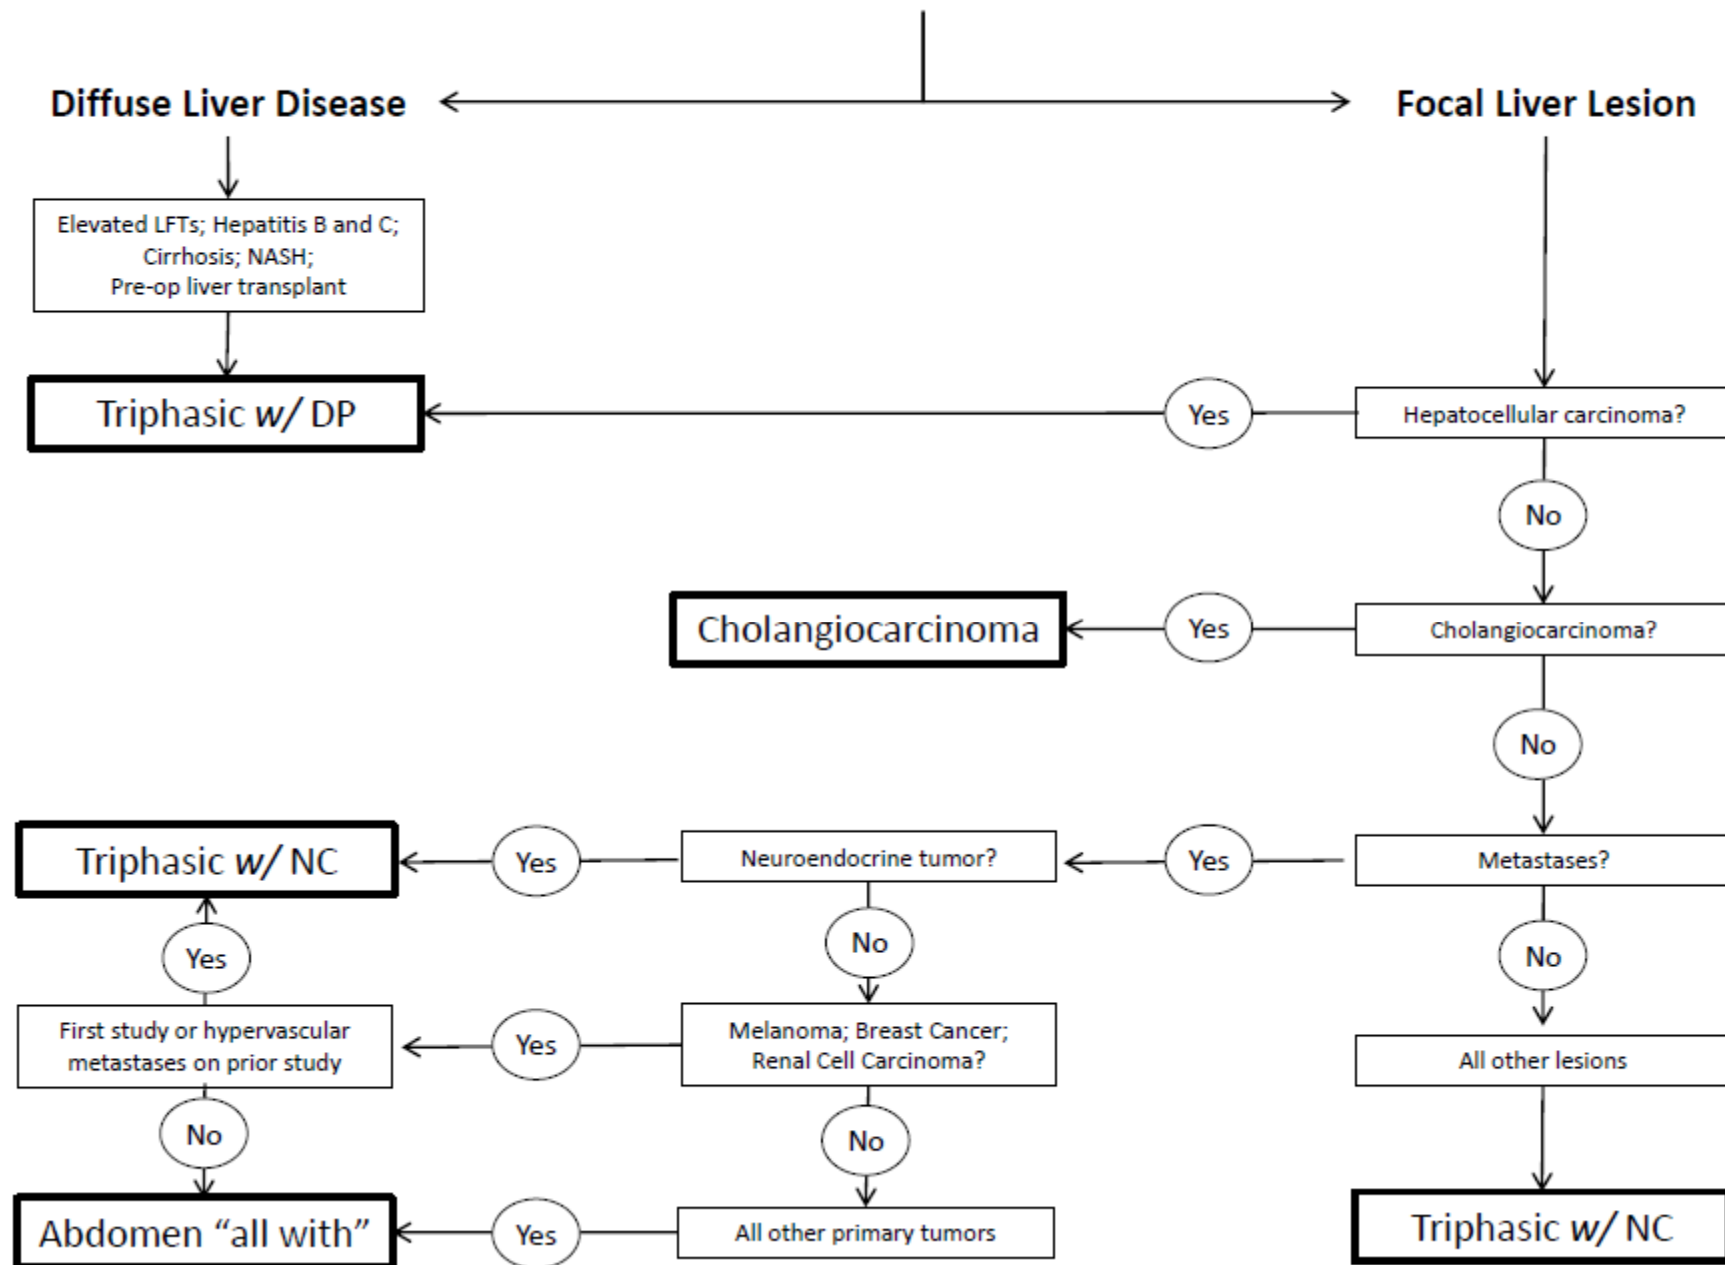 Diffuse Liver Disease
Focal Liver Lesion
Elevated LFTs; Hepatitis B and C;
Cirrhosis; NASH;
Pre-op liver transplant
Triphasic w/ DP
Yes
Hepatocellular carcinoma?
No
Cholangiocarcinoma
Yes
Cholangiocarcinoma?
No
Triphasic w/ NC
Yes
Neuroendocrine tumor?
Yes
Metastases?
Yes
No
No
First study or hypervascular
metastases on prior study
Yes
Melanoma; Breast Cancer;
Renal Cell Carcinoma?
All other lesions
No
No
Abdomen “all with”
Yes
All other primary tumors
Triphasic w/ NC